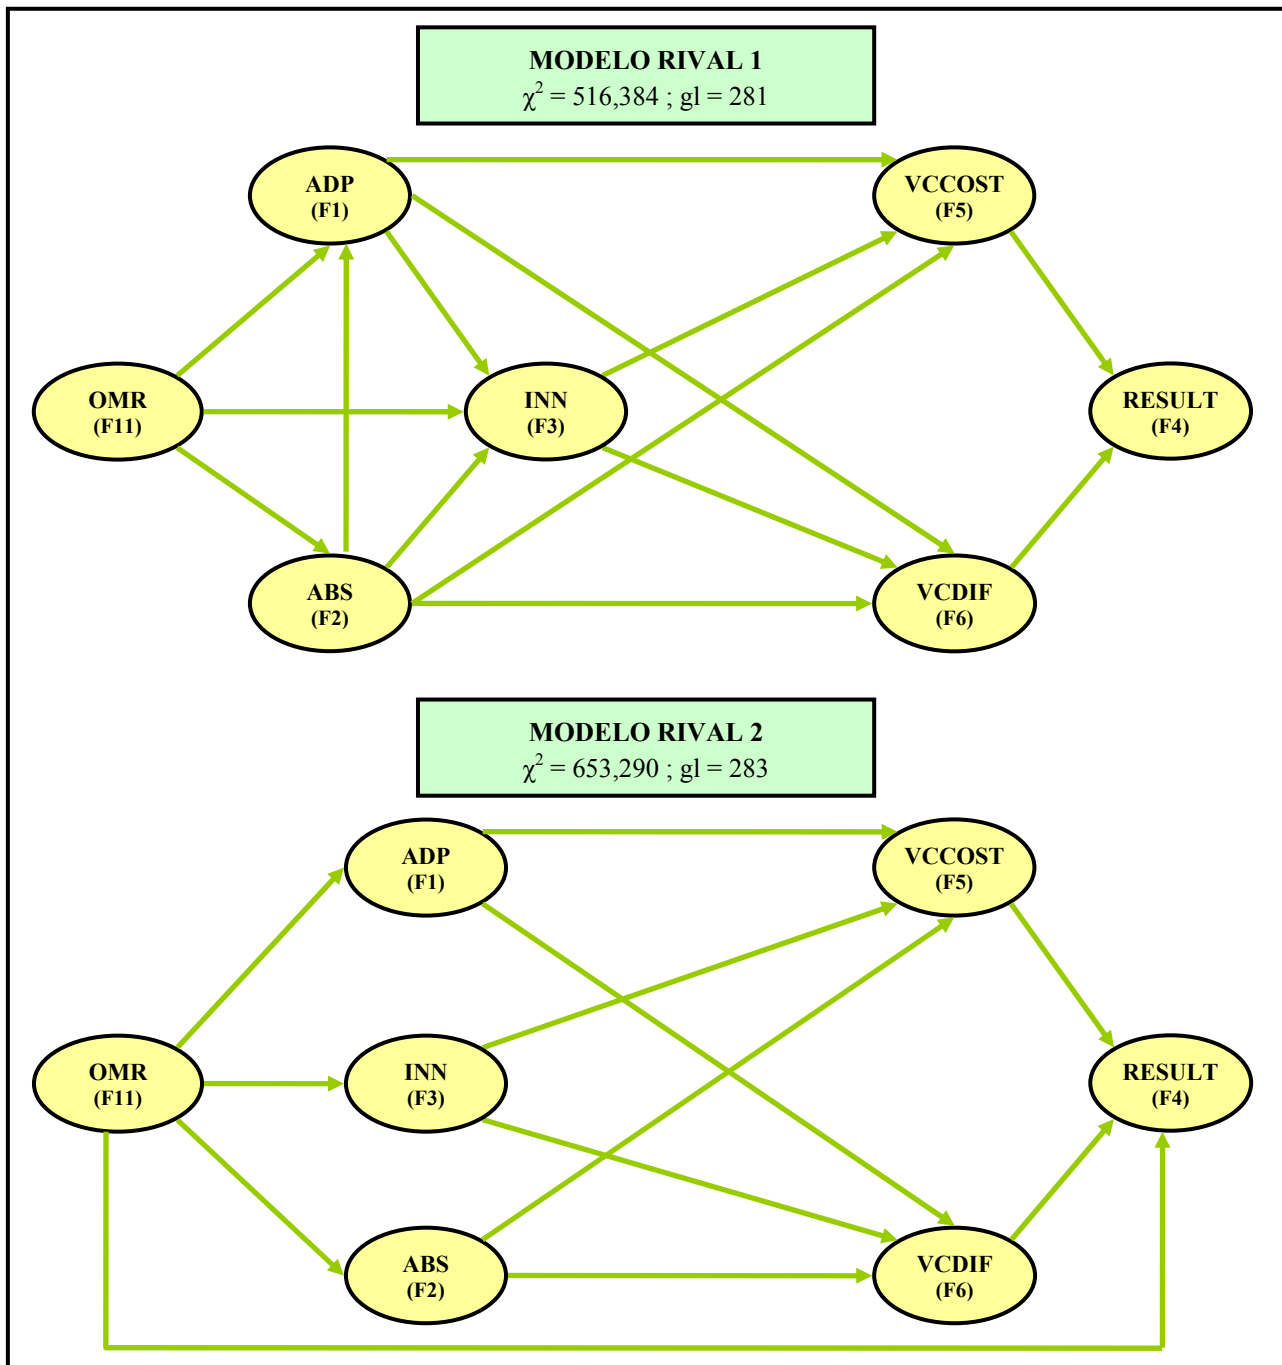 MODELO RIVAL 1
χ² = 516,384 ; gl = 281
ADP
(F1)
VCCOST
(F5)
OMR
(F11)
INN
(F3)
RESULT
(F4)
ABS
(F2)
VCDIF
(F6)
MODELO RIVAL 2
χ² = 653,290 ; gl = 283
ADP
(F1)
VCCOST
(F5)
OMR
(F11)
INN
(F3)
RESULT
(F4)
ABS
(F2)
VCDIF
(F6)